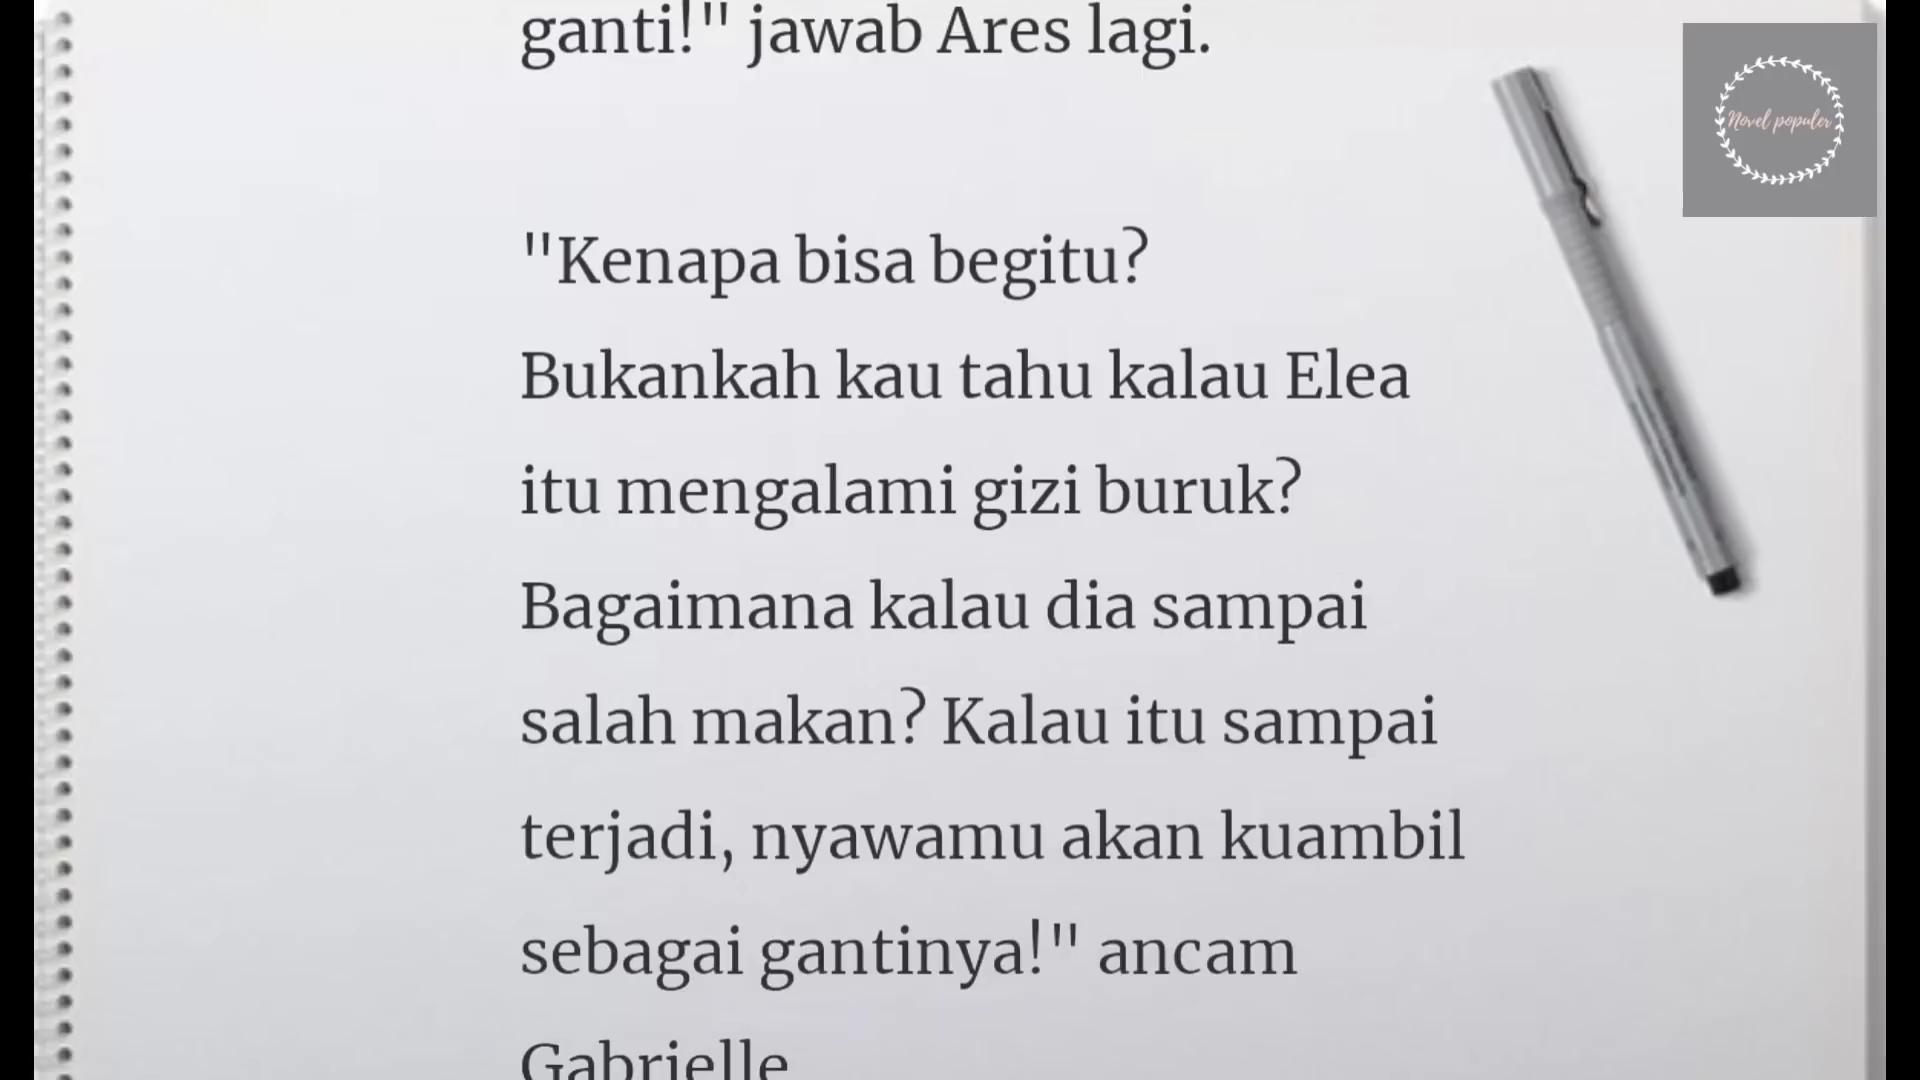 ganti!" jawab Ares lagi.
Novel populer
"Kenapa bisa begitu?
Bukankah kau tahu kalau Elea
itu mengalami gizi buruk?
Bagaimana kalau dia sampai
salah makan? Kalau itu sampai
terjadi, nyawamu akan kuambil
sebagai gantinya!" ancam
Gabrielle